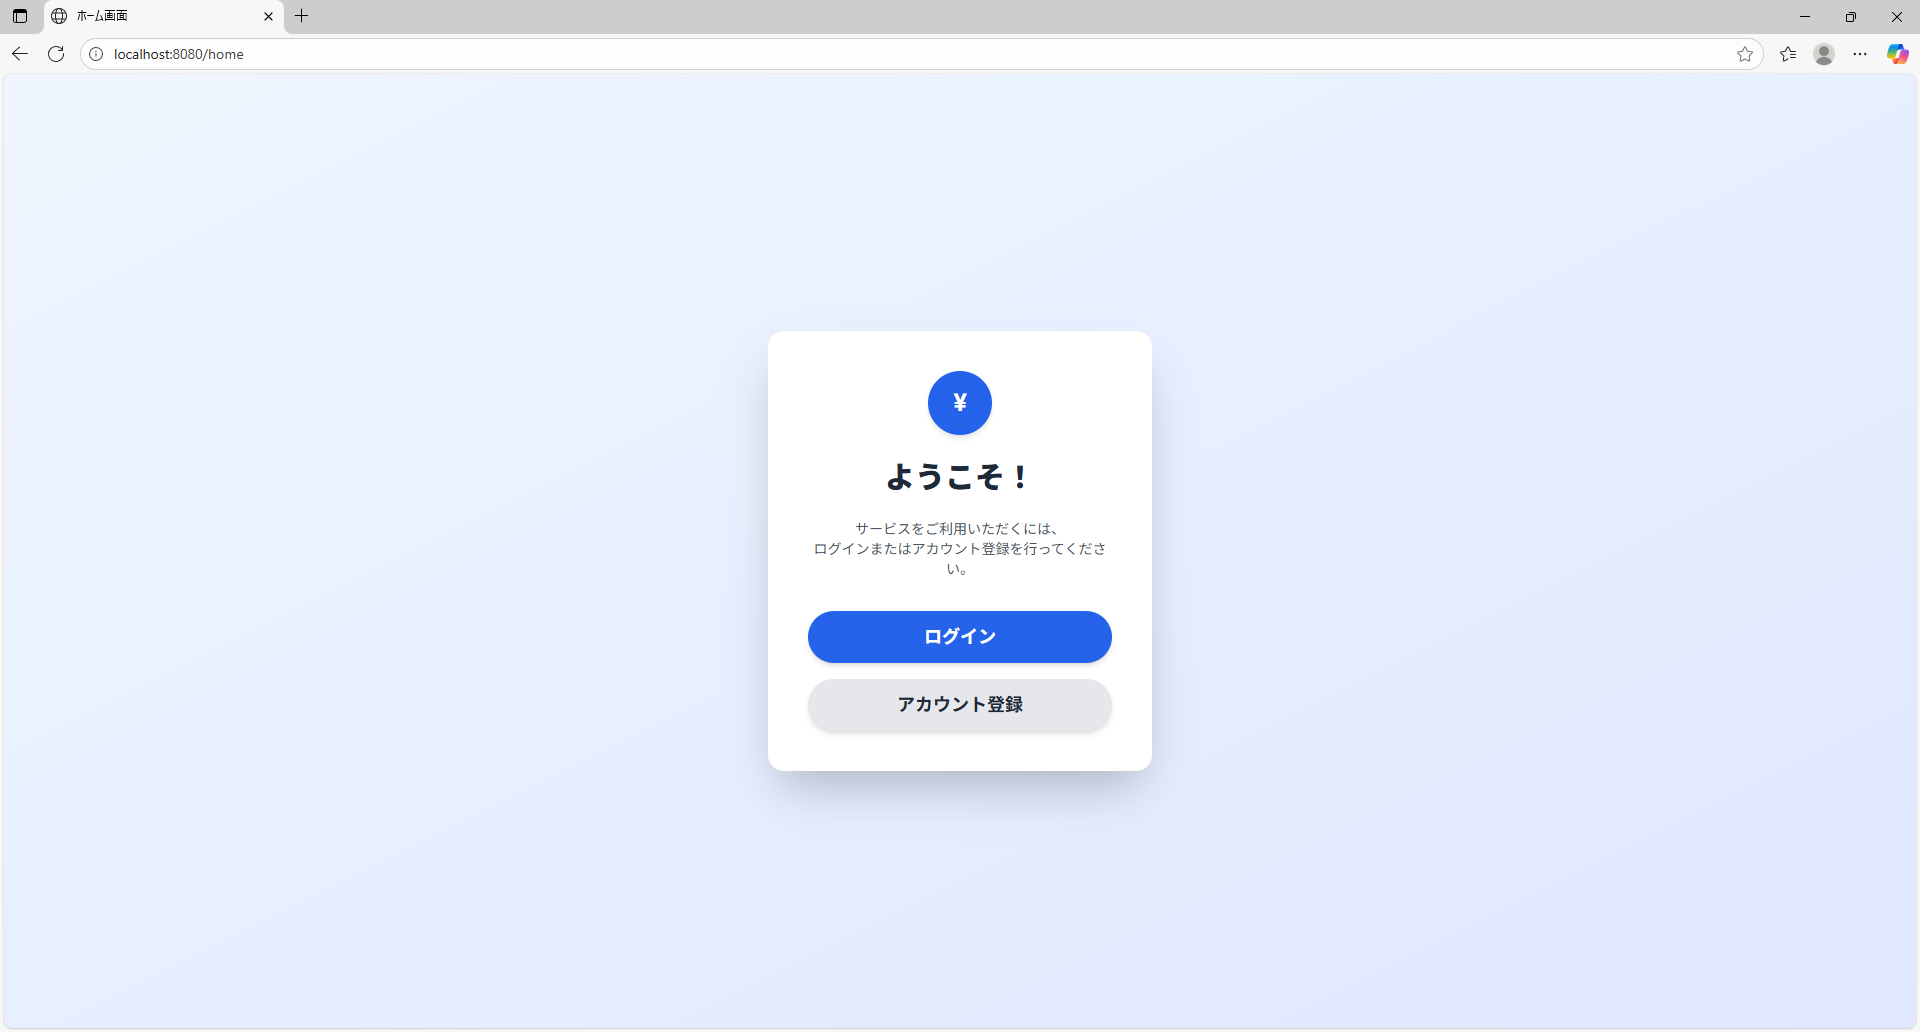 ホーム画面
localhost:8080/home
¥
ようこそ！
サービスをご利用いただくには、
ログインまたはアカウント登録を行ってくださ
い。
ログイン
アカウント登録